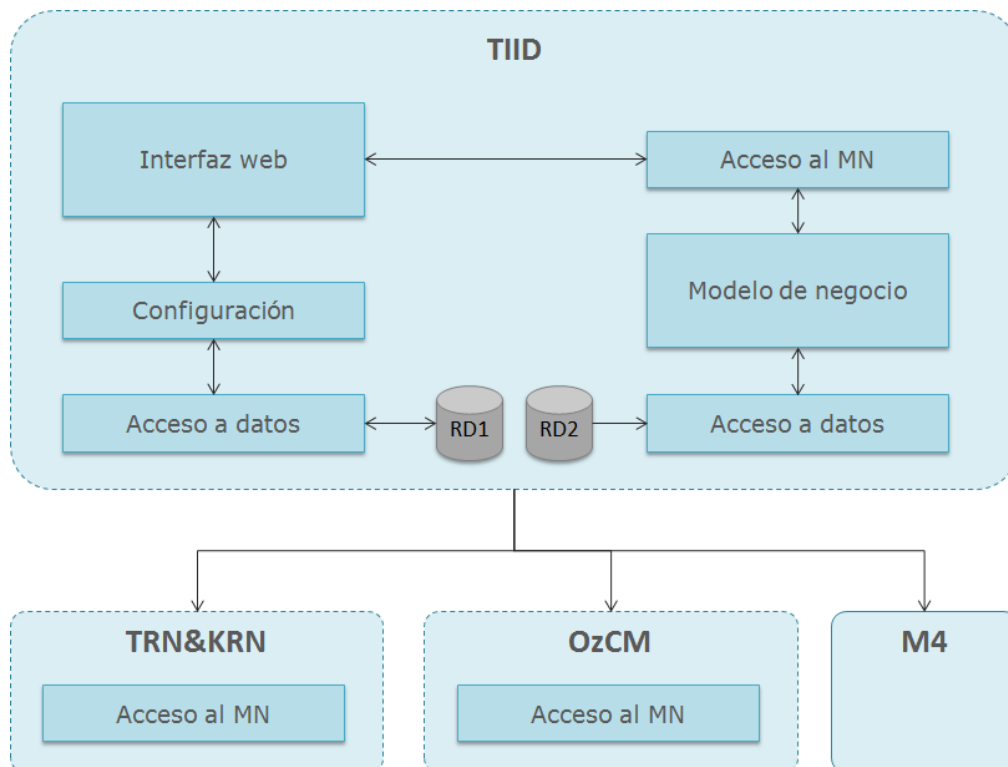 TIID
Interfaz web
Acceso al MN
Configuración
Modelo de negocio
Acceso a datos
RD1
RD2
Acceso a datos
TRN&KRN
OzCM
M4
Acceso al MN
Acceso al MN